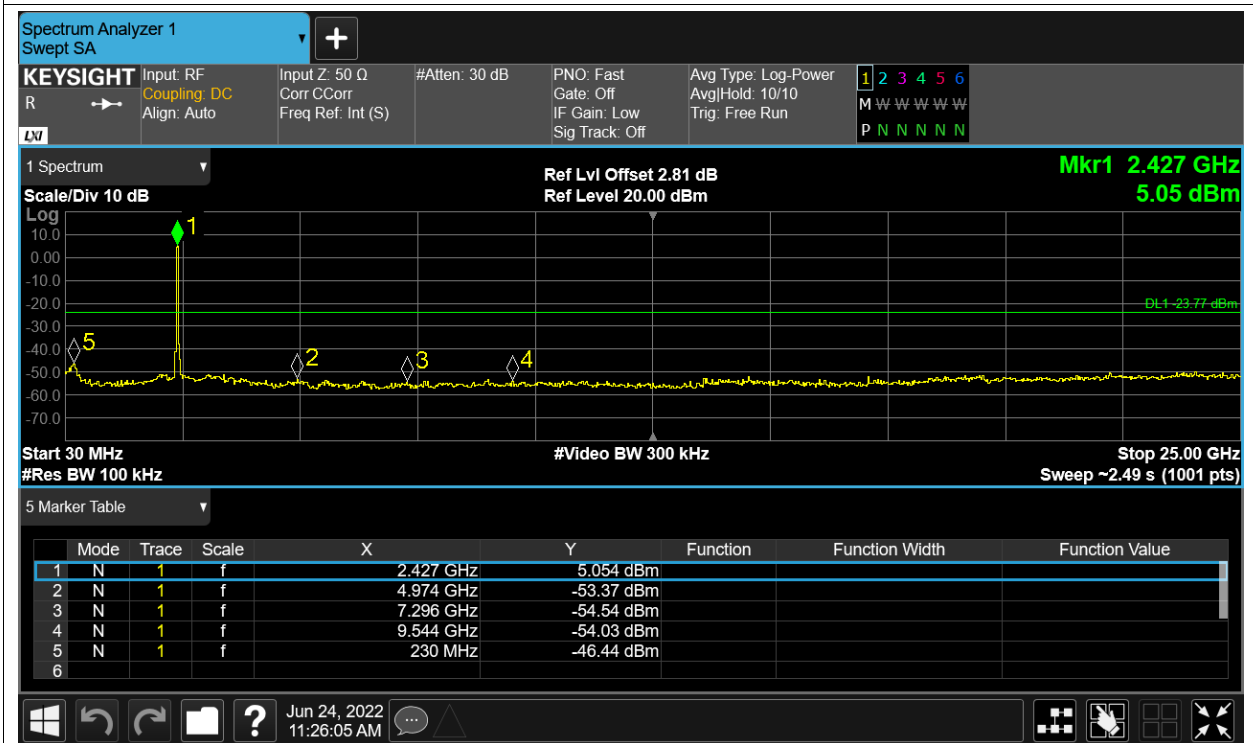 Spectrum Analyzer 1
Swept SA
KEYSIGHT
R
LXI
Input: RF
Coupling: DC
Align: Auto
Input Z: 50 Ω
Corr CCorr
Freq Ref: Int (S)
#Atten: 30 dB
PNO: Fast
Gate: Off
IF Gain: Low
Sig Track: Off
Avg Type: Log-Power
Avg|Hold: 10/10
Trig: Free Run
1 2 3 4 5 6
M W W W W W
P N N N N N
1 Spectrum
Scale/Div 10 dB
Ref Lvl Offset 2.81 dB
Ref Level 20.00 dBm
Mkr1 2.427 GHz
5.05 dBm
Log
10.0
0.00
-10.0
-20.0
-30.0
-40.0
-50.0
-60.0
-70.0
1
DL1 -23.77 dBm
5
2
3
4
Start 30 MHz
#Video BW 300 kHz
Stop 25.00 GHz
#Res BW 100 kHz
Sweep ~2.49 s (1001 pts)
5 Marker Table
Mode Trace Scale X Y Function Function Width Function Value
1 N 1 f 2.427 GHz 5.054 dBm
2 N 1 f 4.974 GHz -53.37 dBm
3 N 1 f 7.296 GHz -54.54 dBm
4 N 1 f 9.544 GHz -54.03 dBm
5 N 1 f 230 MHz -46.44 dBm
6
?
Jun 24, 2022
11:26:05 AM